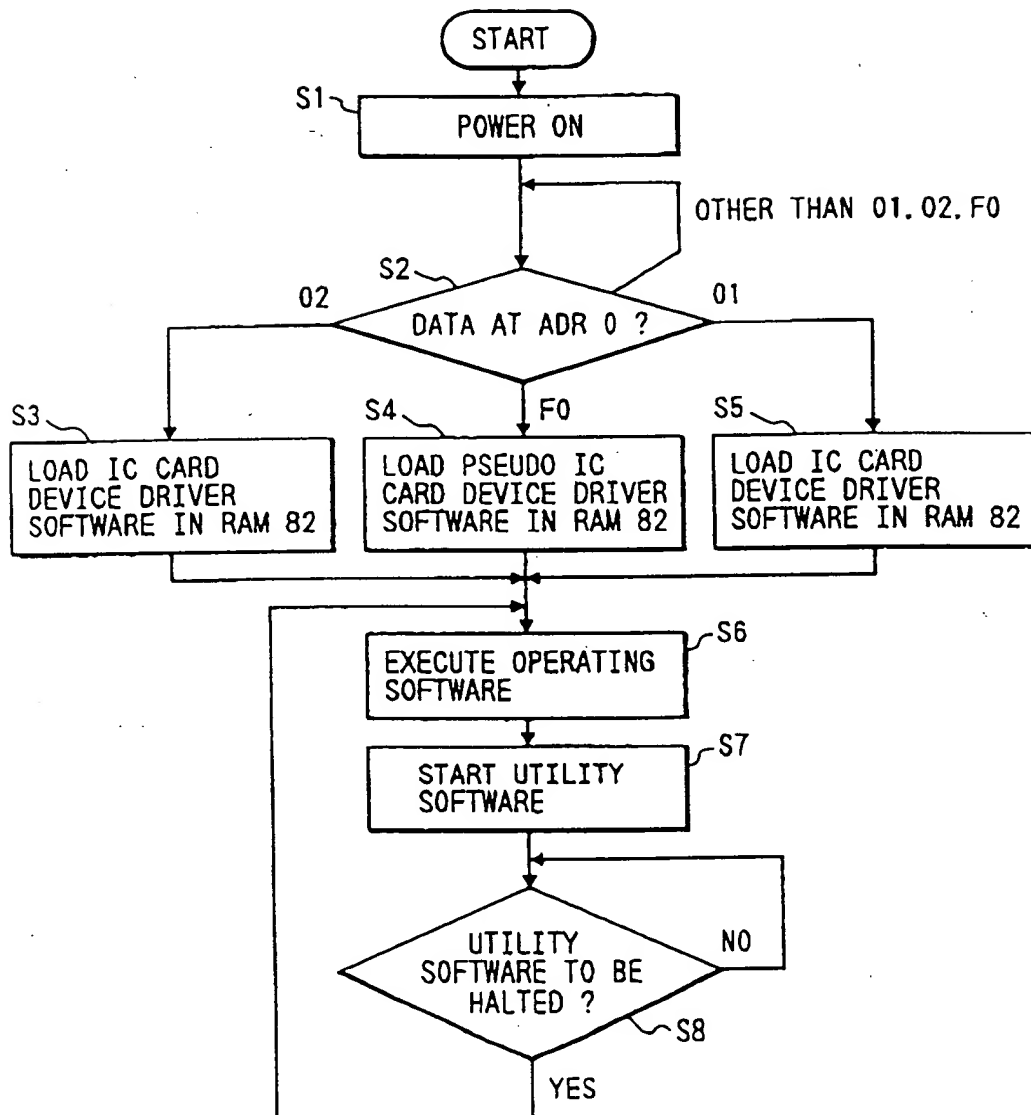 START
S1
POWER ON
OTHER THAN 01.02.F0
S2
02
01
DATA AT ADR 0 ?
S3
S4
F0
S5
LOAD IC CARD
DEVICE DRIVER
SOFTWARE IN RAM 82
LOAD PSEUDO IC
CARD DEVICE DRIVER
SOFTWARE IN RAM 82
LOAD IC CARD
DEVICE DRIVER
SOFTWARE IN RAM 82
S6
EXECUTE OPERATING
SOFTWARE
S7
START UTILITY
SOFTWARE
UTILITY
SOFTWARE TO BE
HALTED ?
NO
S8
YES